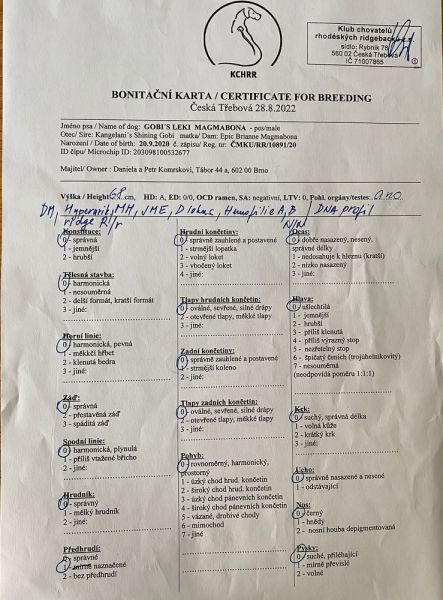 KCHRR
Klub chovatelů
rhodéských ridgebacků z.s.
sídlo: Rybník 76
560 02 Česká Třebová
IČ 71007865
BONITAČNÍ KARTA / CERTIFICATE FOR BREEDING
Česká Třebová 28.8.2022
Jméno psa / Name of dog: GOBI'S LEKI MAGMABONA - pes/male
Otec/ Sire: Kangelani's Shining Gobi matka/ Dam: Epic Brianne Magmabona
Narození / Date of birth: 20.9.2020 č. zápisu/ Reg. nr: ČMKU/RR/10891/20
ID čipu/ Microchip ID: 203098100532677
Majitel/ Owner : Daniela a Petr Komrskovi, Tábor 44 a, 602 00 Brno
Výška / Height 68 cm, HD: A, ED: 0/0, OCD ramen, SA: negativní, LTV: 0, Pohl. orgány/testes: ano
DM, MH, JME, D lokus, Hemofilie A, B DNA profil
ridge R/r N/N
Konstituce:
0 - správná
1 - jemnější
2 - hrubší
Tělesná stavba:
0 - harmonická
1 - nesouměrná
2 - delší formát, kratší formát
3 - jiné:
Horní linie:
0 - harmonická, pevná
1 - měkčí hřbet
2 - klenutá bedra
3 - jiné:
Záď:
0 - správná
2 - přestavěná záď
3 - spáditá záď
Spodní linie:
0 - harmonická, plynulá
1 - příliš vtažené břicho
2 - jiné:
Hrudník:
0 - správný
1 - mělký hrudník
2 - jiné:
Předhrudí:
0 - správné
1 - mírně naznačené
2 - bez předhrudí
Hrudní končetiny:
0 - správně zauhlené a postavené
1 - strmější lopatka
2 - volný loket
3 - vbočený loket
4 - jiné:
Tlapy hrudních končetin:
0 - oválné, sevřené, silné drápy
2 - otevřené tlapy, měkké tlapy
3 - jiné:
Zadní končetiny:
0 - správně zauhlené a postavené
1 - strmější koleno
2 - jiné:
Tlapy zadních končetin:
0 - oválné, sevřené, silné drápy
2 - otevřené tlapy, měkké tlapy
3 - jiné:
Pohyb:
0 - rovnoměrný, harmonický,
prostorný
1 - úzký chod hrud. končetin
2 - široký chod hrud. končetin
3 - úzký chod pánevních končetin
4 - široký chod pánevních končetin
5 - vázané, drobivé chody
6 - mimochod
7 - jiné
Ocas:
0 - dobře nasazený, nesený,
správné délky
1 - nedosahuje k hleznu (kratší)
2 - nízko nasazený
3 - jiné:
Hlava:
0 - ušlechtilá
1 - jemnější
2 - hrubší
3 - příliš klenutá
4 - příliš výrazný stop
5 - nezřetelný stop
6 - špičatý čenich (trojúhelníkovitý)
7 - nesouměrná
(neodpovídá poměru 1:1:1)
Krk:
0 - suchý, správná délka
1 - volná kůže
2 - krátký krk
3 - jiné:
Ucho:
0 - správně nasazené a nesené
1 - odstávající
Nos:
0 - černý
1 - hnědý
2 - nosní houba depigmentovaná
Pysky:
0 - suché, přiléhající
1 - mírně převislé
2 - volné